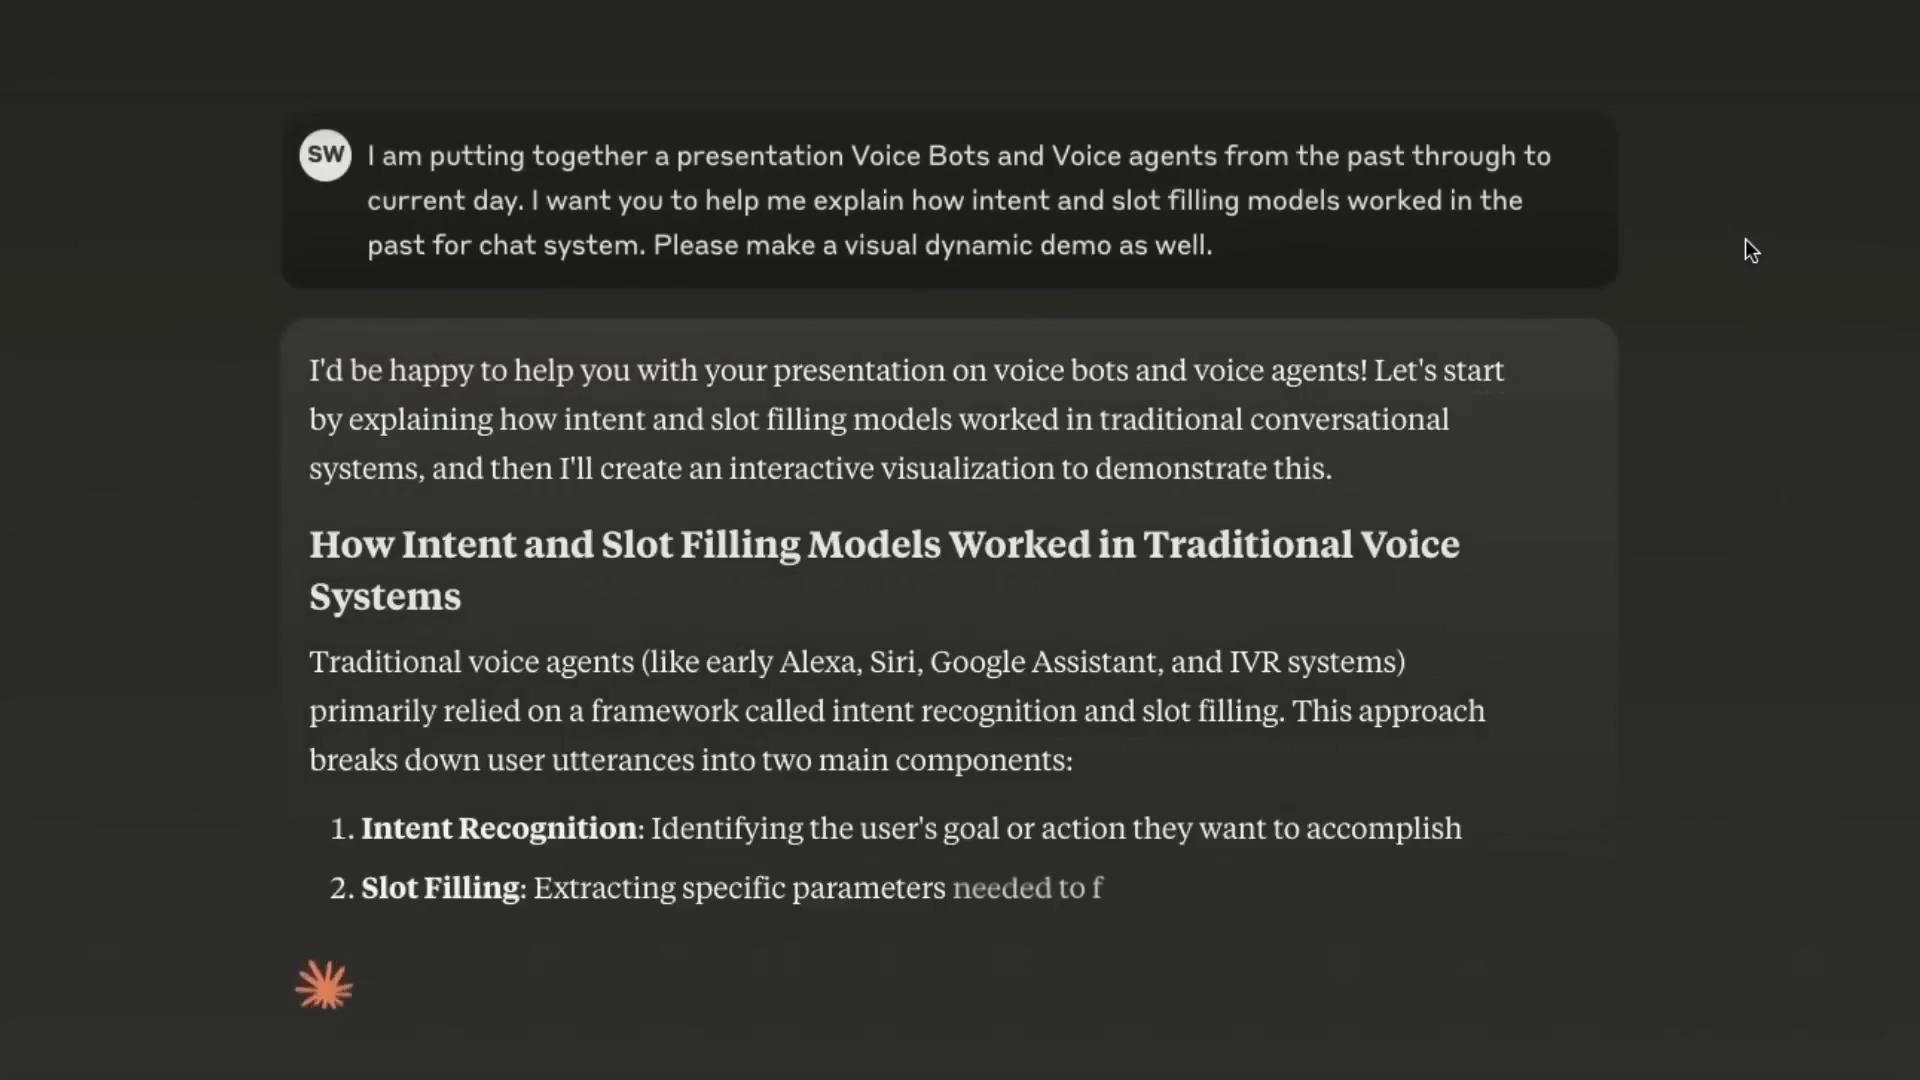 SW
I am putting together a presentation Voice Bots and Voice agents from the past through to
current day. I want you to help me explain how intent and slot filling models worked in the
past for chat system. Please make a visual dynamic demo as well.
I'd be happy to help you with your presentation on voice bots and voice agents! Let's start
by explaining how intent and slot filling models worked in traditional conversational
systems, and then I'll create an interactive visualization to demonstrate this.
How Intent and Slot Filling Models Worked in Traditional Voice
Systems
Traditional voice agents (like early Alexa, Siri, Google Assistant, and IVR systems)
primarily relied on a framework called intent recognition and slot filling. This approach
breaks down user utterances into two main components:
1. Intent Recognition: Identifying the user's goal or action they want to accomplish
2. Slot Filling: Extracting specific parameters needed to f